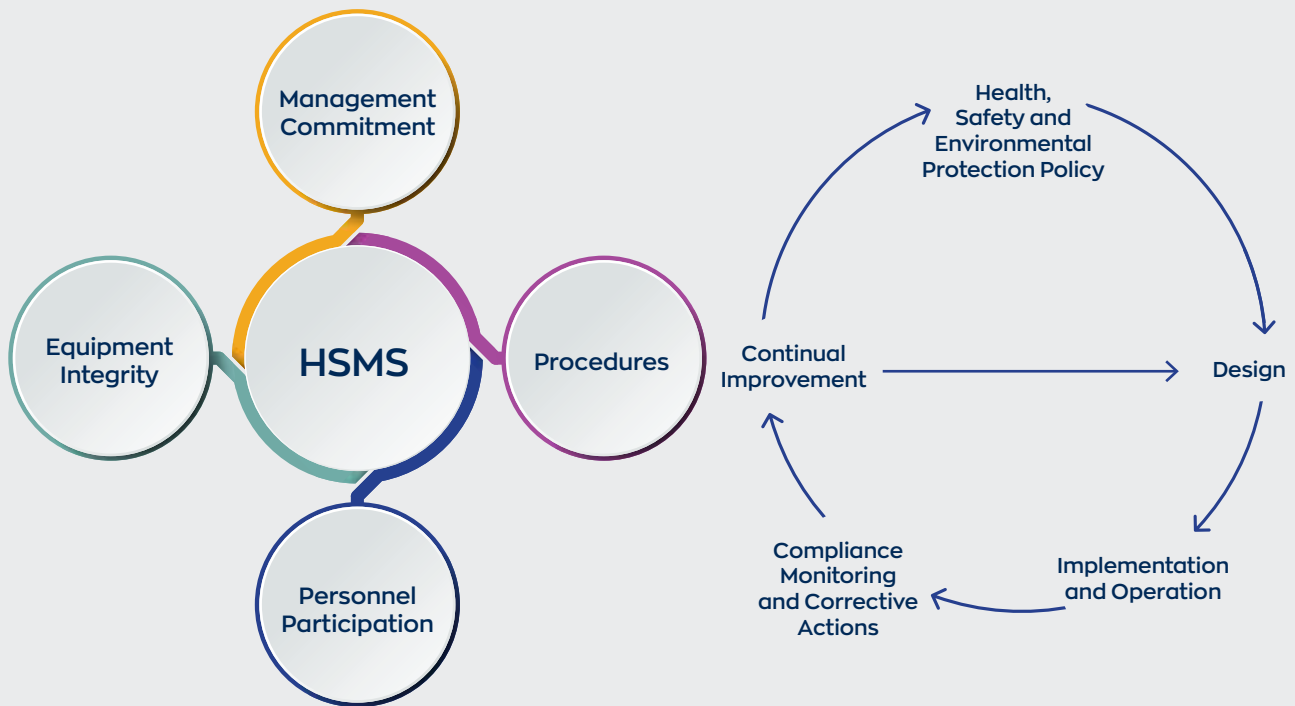 Management
Commitment
Equipment
Integrity
HSMS
Procedures
Personnel
Participation
Health,
Safety and
Environmental
Protection Policy
Continual
Improvement
Design
Compliance
Monitoring
and Corrective
Actions
Implementation
and Operation